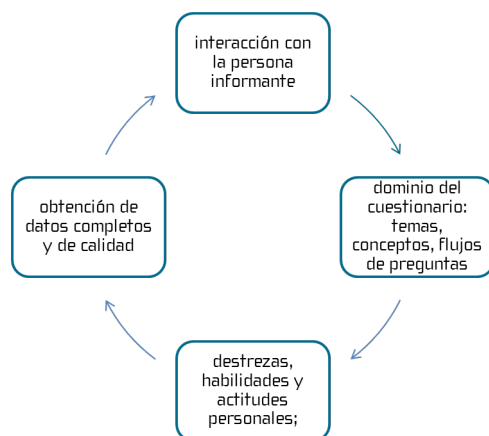 interacción con
la persona
informante
dominio del
cuestionario:
temas,
conceptos, flujos
de preguntas
destrezas,
habilidades y
actitudes
personales;
obtención de
datos completos
y de calidad